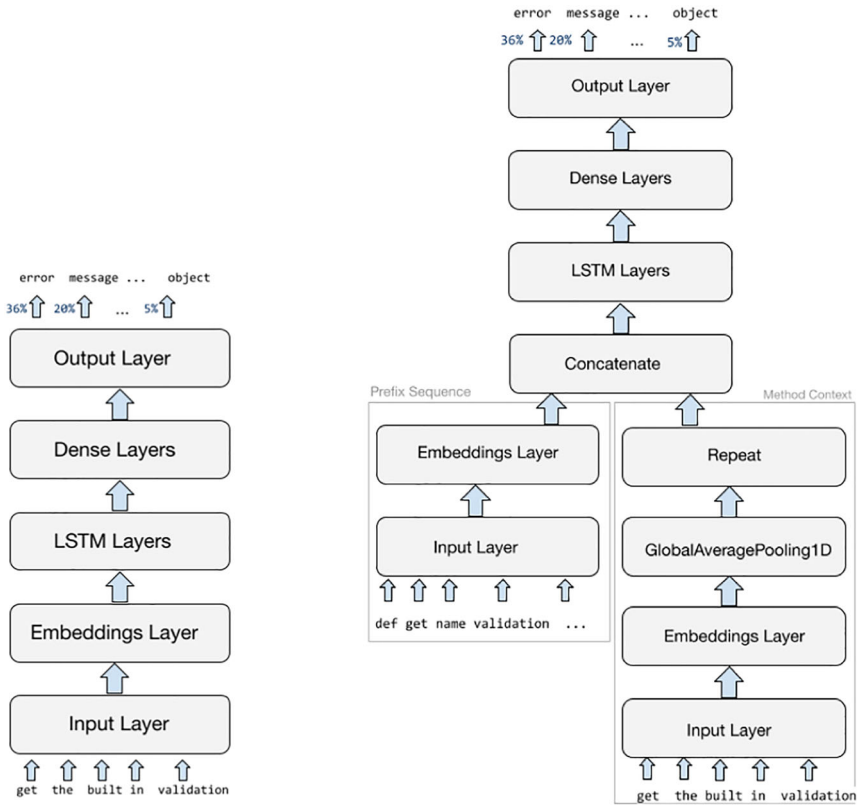 error message ... object
36% 20% ... 5%
Output Layer
Dense Layers
LSTM Layers
Embeddings Layer
Input Layer
get the built in validation
error message ... object
36% 20% ... 5%
Output Layer
Dense Layers
LSTM Layers
Concatenate
Prefix Sequence
Embeddings Layer
Input Layer
def get name validation ...
Method Context
Repeat
GlobalAveragePooling1D
Embeddings Layer
Input Layer
get the built in validation